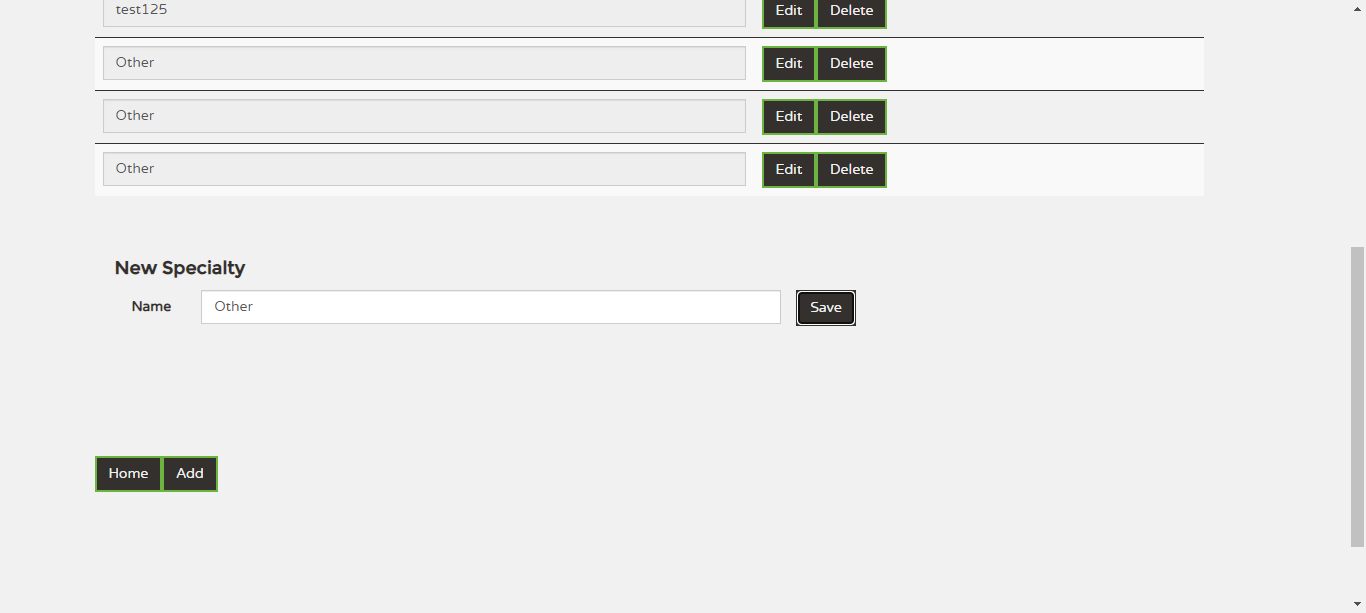 test125 Edit Delete
Other Edit Delete
Other Edit Delete
Other Edit Delete
New Specialty
Name Other Save
Home Add